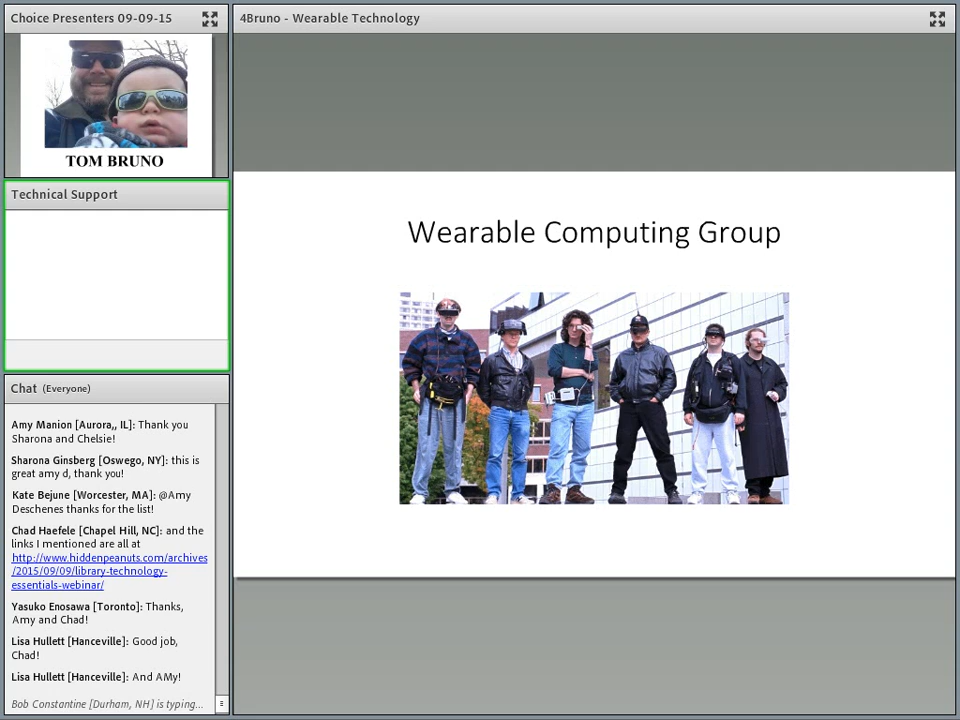 Choice Presenters 09-09-15
TOM BRUNO
Technical Support
Chat (Everyone)
Amy Manion [Aurora,, IL]: Thank you
Sharona and Chelsie!
Sharona Ginsberg [Oswego, NY]: this is
great amy d, thank you!
Kate Bejune [Worcester, MA]: @Amy
Deschenes thanks for the list!
Chad Haefele [Chapel Hill, NC]: and the
links I mentioned are all at
http://www.hiddenpeanuts.com/archives
/2015/09/09/library-technology-
essentials-webinar/
Yasuko Enosawa [Toronto]: Thanks,
Amy and Chad!
Lisa Hullett [Hanceville]: Good job,
Chad!
Lisa Hullett [Hanceville]: And AMy!
Bob Constantine [Durham, NH] is typing...
4Bruno - Wearable Technology
Wearable Computing Group